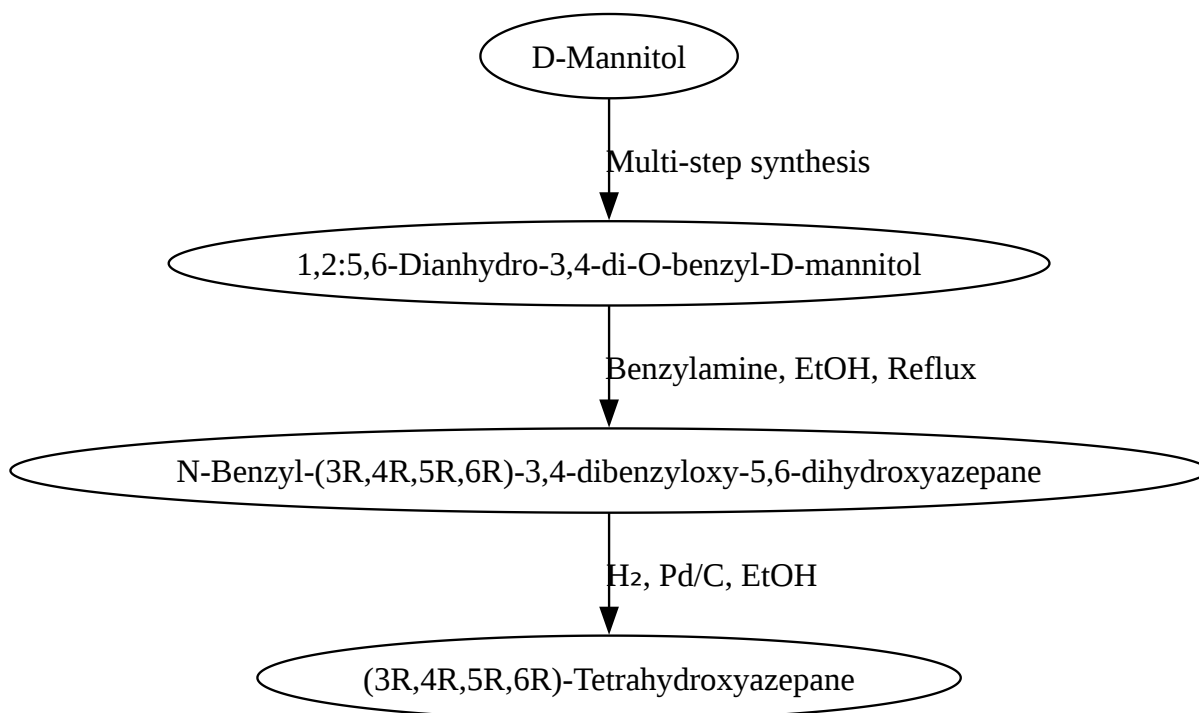 D-Mannitol
Multi-step synthesis
1,2:5,6-Dianhydro-3,4-di-O-benzyl-D-mannitol
Benzylamine, EtOH, Reflux
N-Benzyl-(3R,4R,5R,6R)-3,4-dibenzyloxy-5,6-dihydroxyazepane
H₂, Pd/C, EtOH
(3R,4R,5R,6R)-Tetrahydroxyazepane